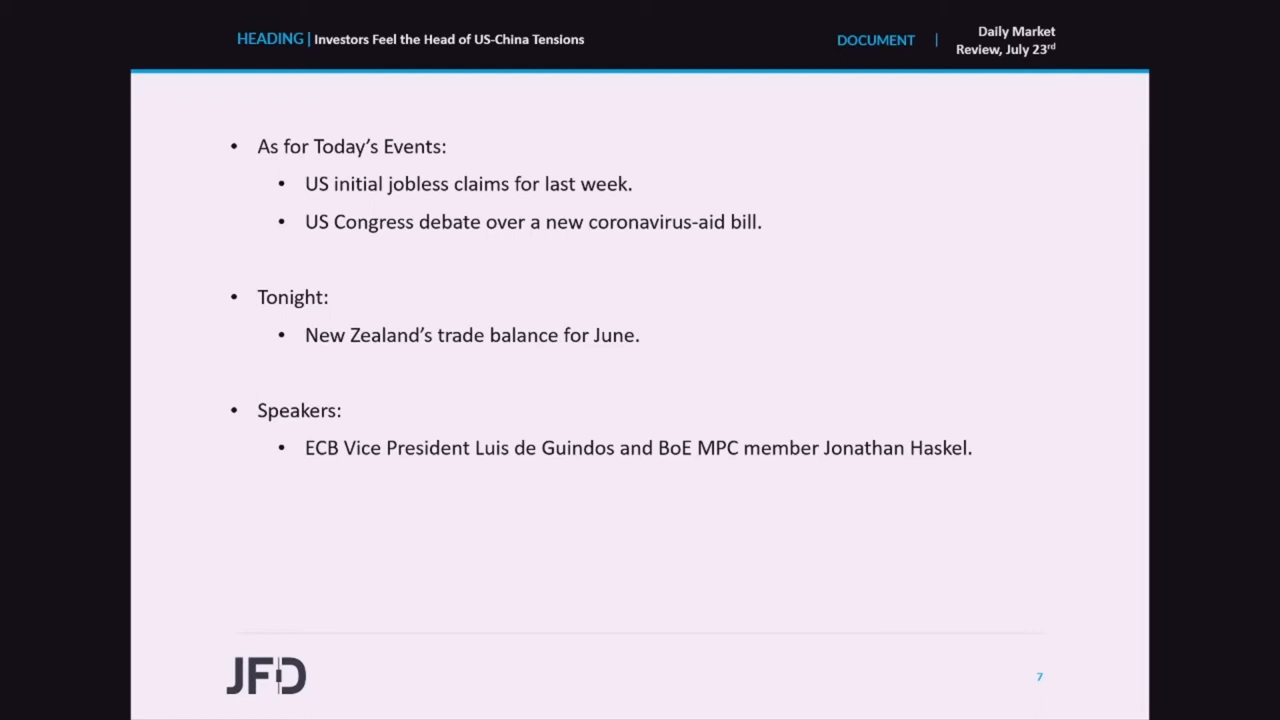 HEADING | Investors Feel the Head of US-China Tensions
DOCUMENT | Daily Market
Review, July 23rd
• As for Today's Events:
• US initial jobless claims for last week.
• US Congress debate over a new coronavirus-aid bill.
• Tonight:
• New Zealand's trade balance for June.
• Speakers:
• ECB Vice President Luis de Guindos and BoE MPC member Jonathan Haskel.
JFD
7